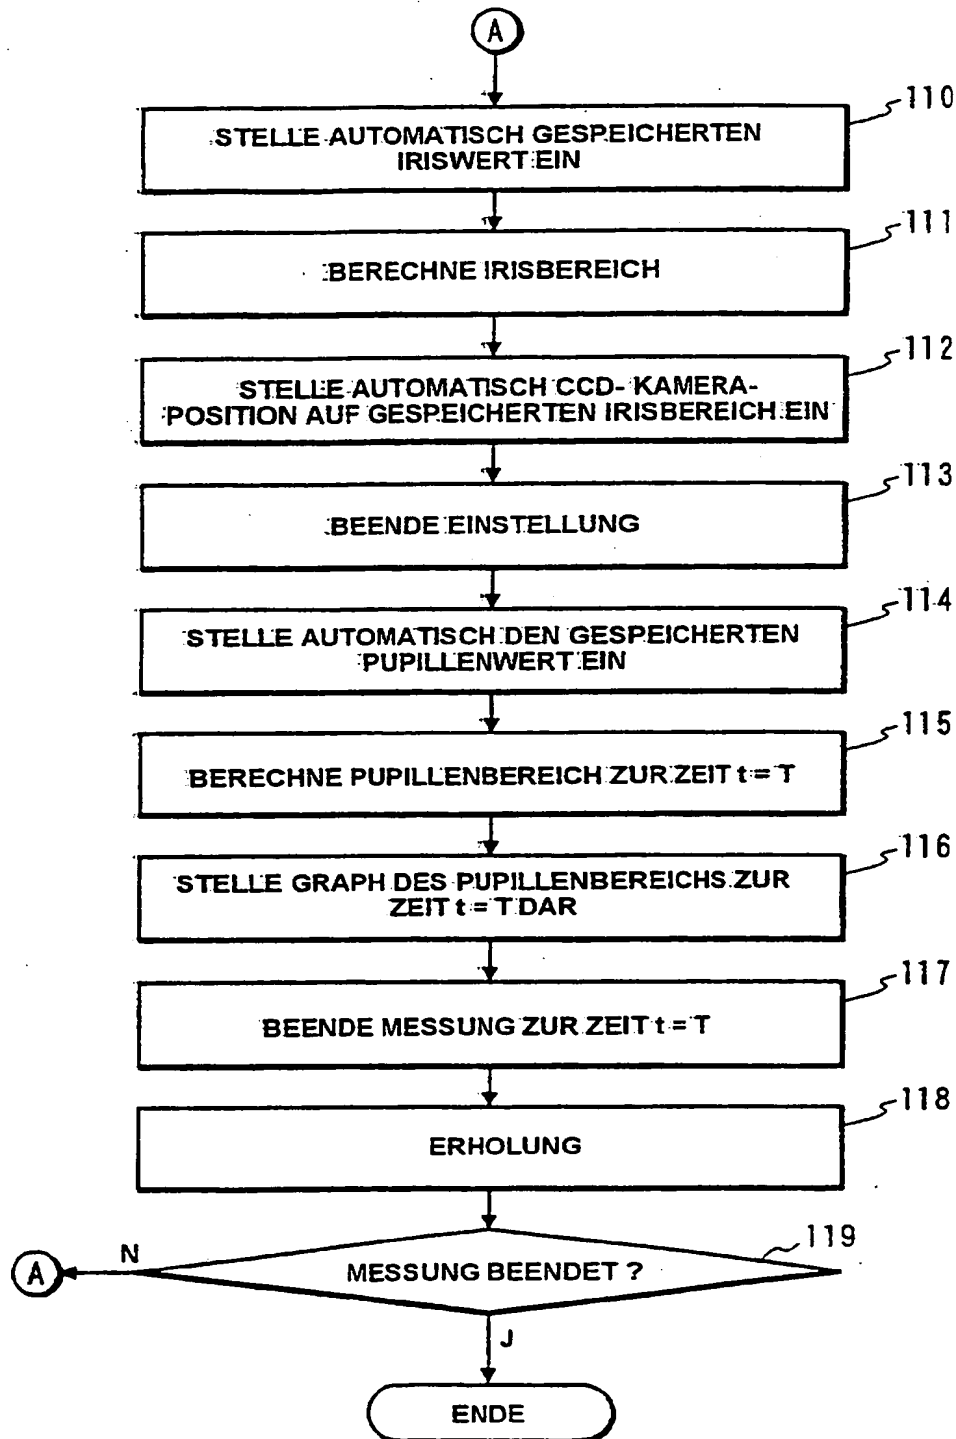 A
110
STELLE AUTOMATISCH GESPEICHERTEN
IRISWERT EIN
111
BERECHNE IRISBEREICH
112
STELLE AUTOMATISCH CCD- KAMERA-
POSITION AUF GESPEICHERTEN IRISBEREICH EIN
113
BEENDE EINSTELLUNG
114
STELLE AUTOMATISCH DEN GESPEICHERTEN
PUPILLENWERT EIN
115
BERECHNE PUPILLENBEREICH ZUR ZEIT t = T
116
STELLE GRAPH DES PUPILLENBEREICHS ZUR
ZEIT t = T DAR
117
BEENDE MESSUNG ZUR ZEIT t = T
118
ERHOLUNG
119
A
N
MESSUNG BEENDET ?
J
ENDE